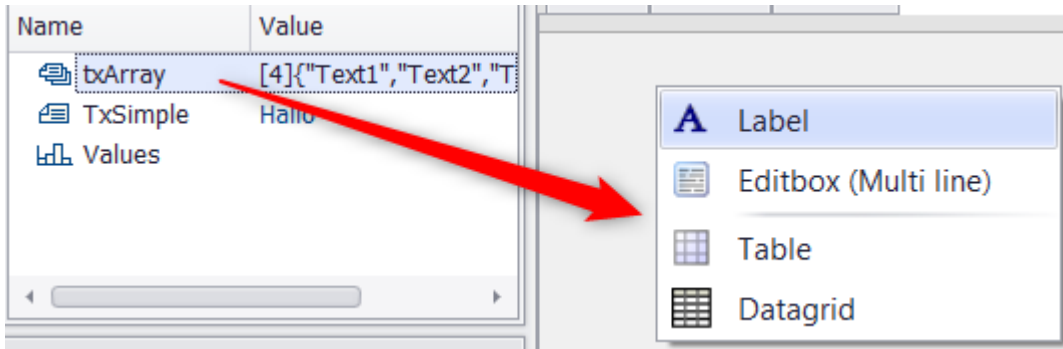 Name Value
txArray [4]{"Text1","Text2","T
TxSimple Hallo
Values
Label
Editbox (Multi line)
Table
Datagrid